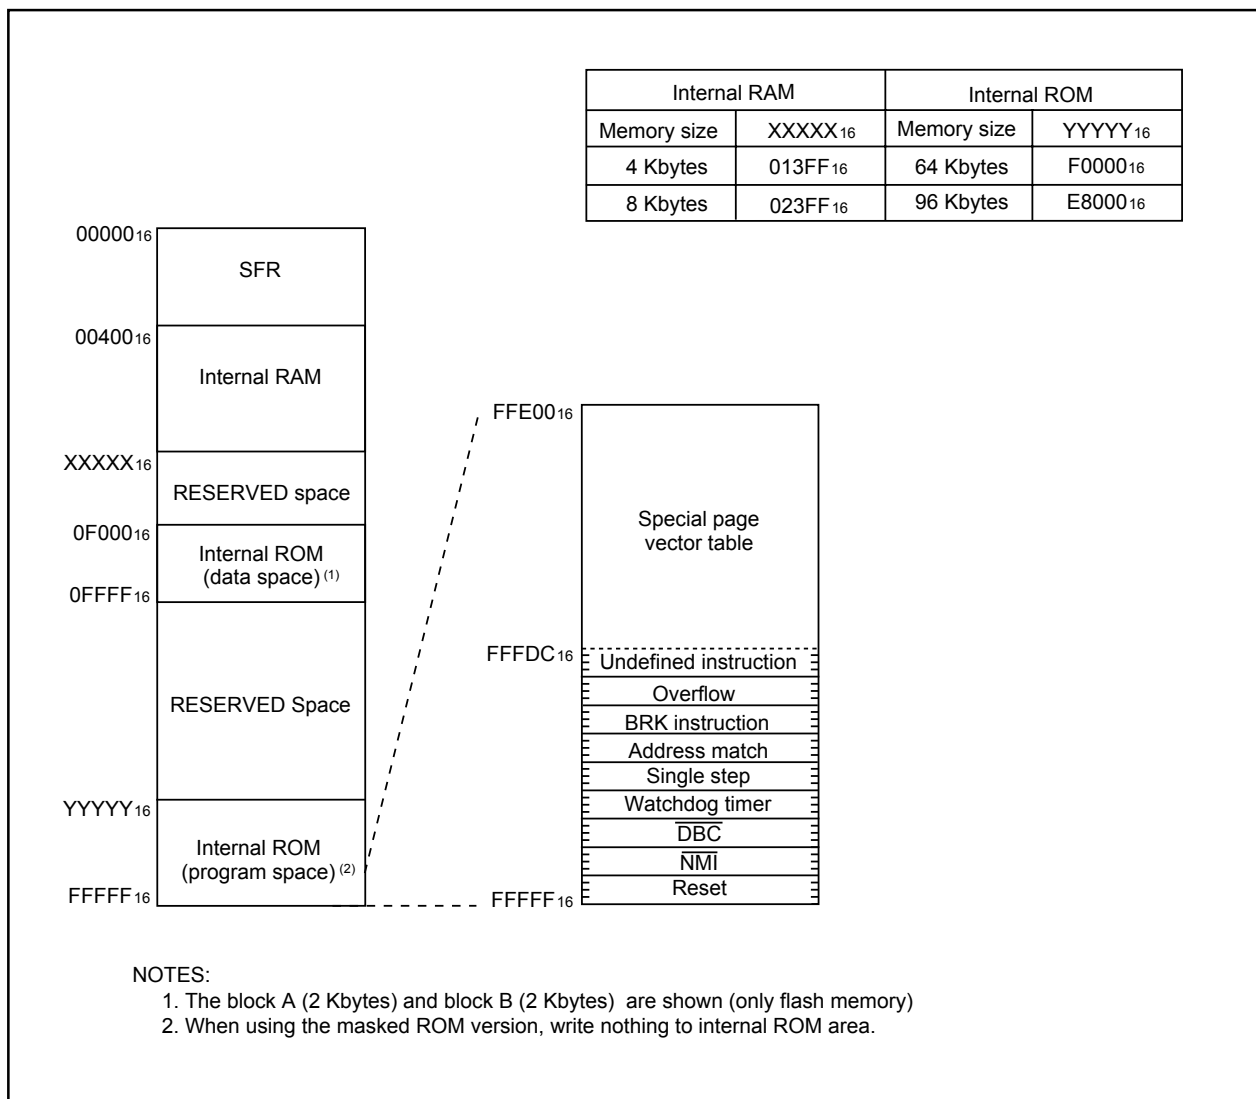 Internal RAM Internal ROM
Memory size XXXXX16 Memory size YYYYY16
4 Kbytes 013FF16 64 Kbytes F000016
8 Kbytes 023FF16 96 Kbytes E800016
0000016
SFR
0040016
Internal RAM
XXXXX16
RESERVED space
0F00016
Internal ROM
(data space) (1)
0FFFF16
RESERVED Space
YYYYY16
Internal ROM
(program space) (2)
FFFFF16
FFE0016
Special page
vector table
FFFDC16
Undefined instruction
Overflow
BRK instruction
Address match
Single step
Watchdog timer
DBC
NMI
Reset
FFFFF16
NOTES:
1. The block A (2 Kbytes) and block B (2 Kbytes) are shown (only flash memory)
2. When using the masked ROM version, write nothing to internal ROM area.